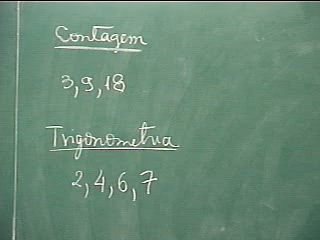 Contagem
3, 9, 18
Trigonometria
2, 4, 6, 7